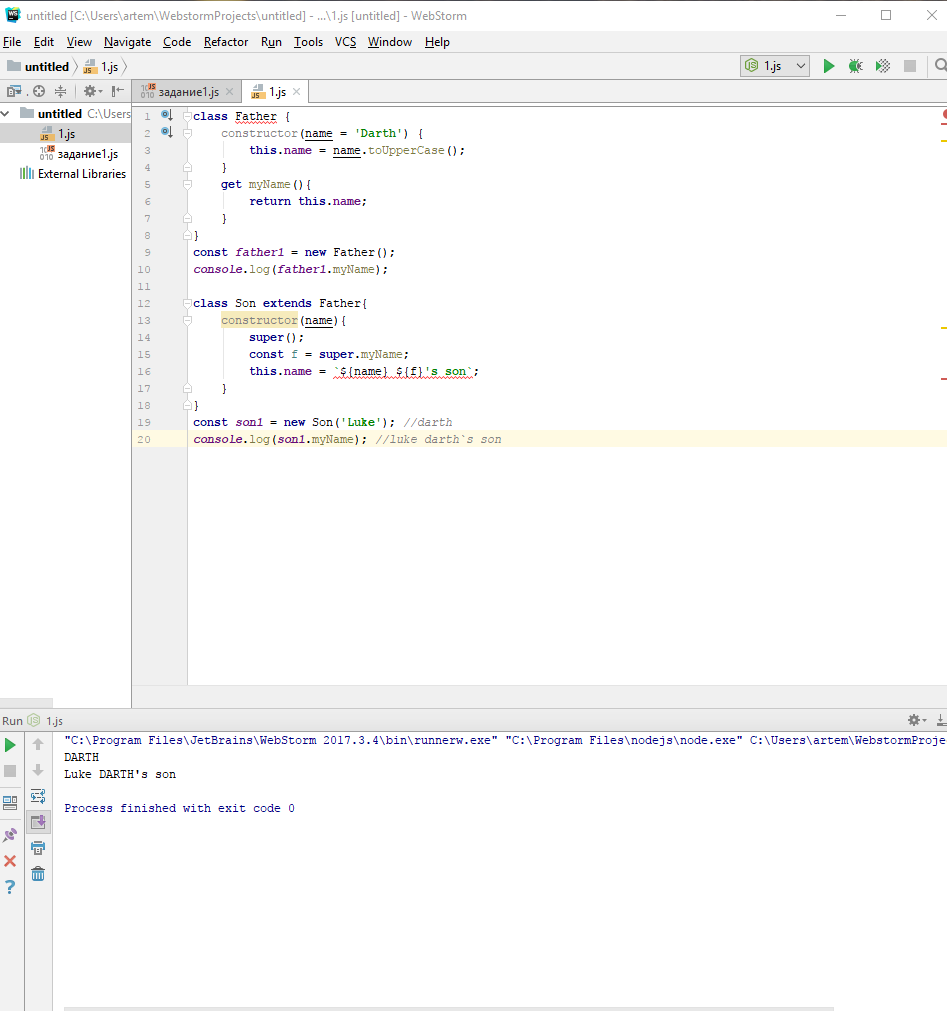 untitled [C:\Users\artem\WebstormProjects\untitled] - ...\1.js [untitled] - WebStorm
File Edit View Navigate Code Refactor Run Tools VCS Window Help
untitled 1.js
1.js
задание1.js 1.js
untitled C:\Users
1.js
задание1.js
External Libraries
1 class Father {
2 constructor(name = 'Darth') {
3 this.name = name.toUpperCase();
4 }
5 get myName(){
6 return this.name;
7 }
8 }
9 const father1 = new Father();
10 console.log(father1.myName);
11
12 class Son extends Father{
13 constructor(name){
14 super();
15 const f = super.myName;
16 this.name = `${name} ${f}'s son`;
17 }
18 }
19 const son1 = new Son('Luke'); //darth
20 console.log(son1.myName); //luke darth`s son
Run 1.js
"C:\Program Files\JetBrains\WebStorm 2017.3.4\bin\runnerw.exe" "C:\Program Files\nodejs\node.exe" C:\Users\artem\WebstormProje
DARTH
Luke DARTH's son
Process finished with exit code 0